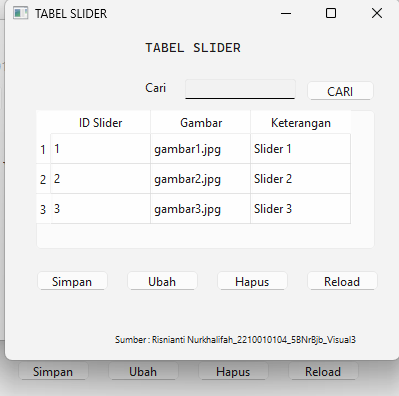 TABEL SLIDER
TABEL SLIDER
Cari CARI
ID Slider Gambar Keterangan
1 1 gambar1.jpg Slider 1
2 2 gambar2.jpg Slider 2
3 3 gambar3.jpg Slider 3
Simpan Ubah Hapus Reload
Sumber : Risnianti Nurkhalifah_2210010104_5BNrBjb_Visual3
Simpan Ubah Hapus Reload